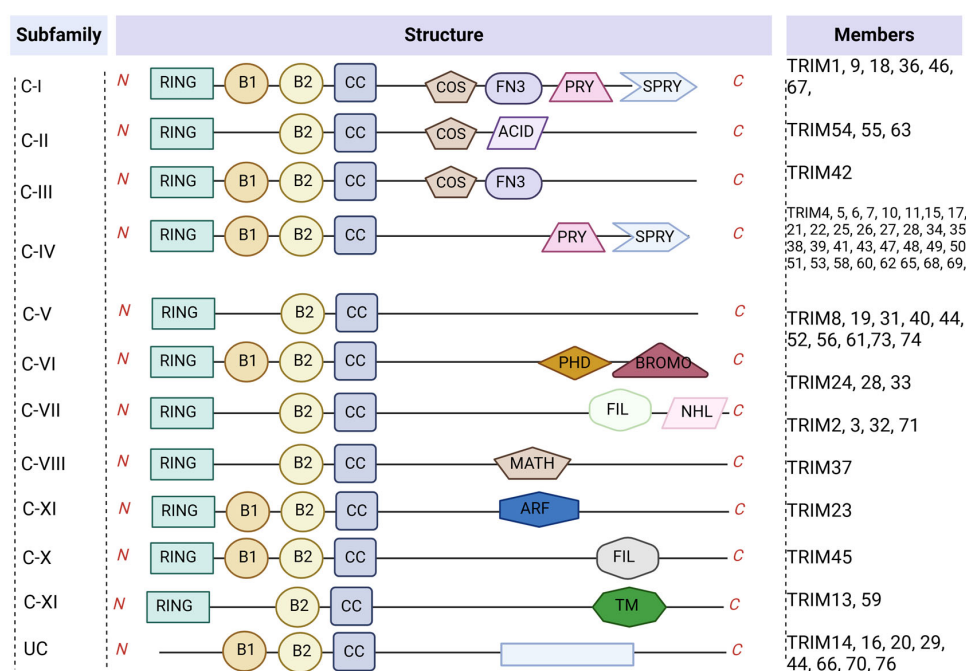 Subfamily Structure Members
C-I N RING B1 B2 CC COS FN3 PRY SPRY C TRIM1, 9, 18, 36, 46,
67,
C-II N RING B2 CC COS ACID C TRIM54, 55, 63
C-III N RING B1 B2 CC COS FN3 C TRIM42
C-IV N RING B1 B2 CC PRY SPRY C TRIM4, 5, 6, 7, 10, 11,15, 17,
21, 22, 25, 26, 27, 28, 34, 35
38, 39, 41, 43, 47, 48, 49, 50
51, 53, 58, 60, 62 65, 68, 69,
C-V N RING B2 CC C TRIM8, 19, 31, 40, 44,
52, 56, 61,73, 74
C-VI N RING B1 B2 CC PHD BROMO C TRIM24, 28, 33
C-VII N RING B2 CC FIL NHL C TRIM2, 3, 32, 71
C-VIII N RING B2 CC MATH C TRIM37
C-XI N RING B1 B2 CC ARF C TRIM23
C-X N RING B1 B2 CC FIL C TRIM45
C-XI N RING B2 CC TM C TRIM13, 59
UC N B1 B2 CC C TRIM14, 16, 20, 29,
44, 66, 70, 76